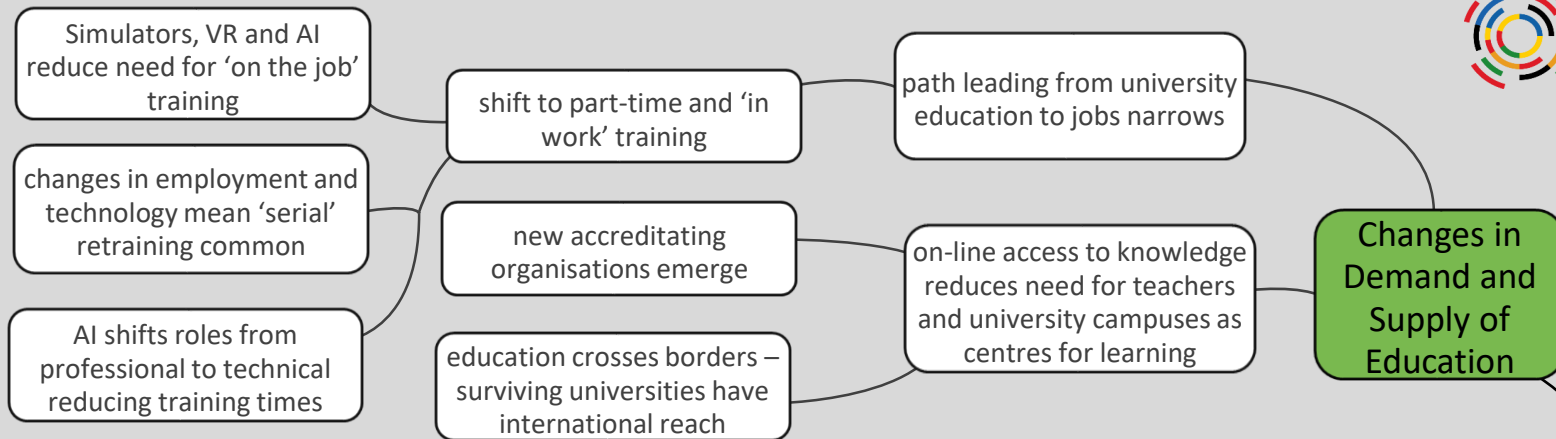 Simulators, VR and AI
reduce need for ‘on the job’
training
changes in employment and
technology mean ‘serial’
retraining common
AI shifts roles from
professional to technical
reducing training times
shift to part-time and ‘in
work’ training
new accreditating
organisations emerge
education crosses borders –
surviving universities have
international reach
path leading from university
education to jobs narrows
on-line access to knowledge
reduces need for teachers
and university campuses as
centres for learning
Changes in
Demand and
Supply of
Education